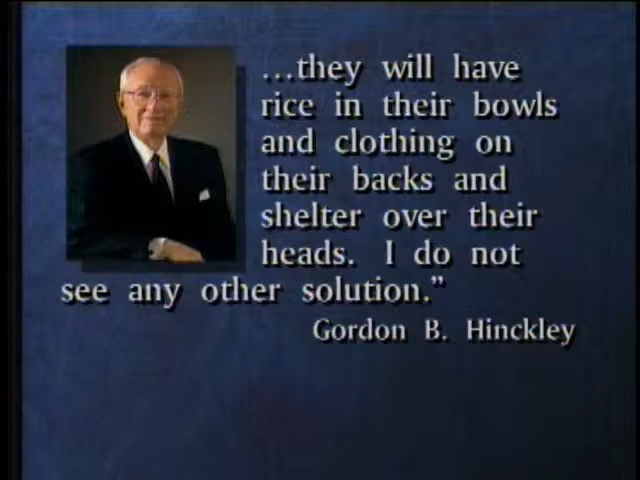 ...they will have
rice in their bowls
and clothing on
their backs and
shelter over their
heads. I do not
see any other solution.”
Gordon B. Hinckley